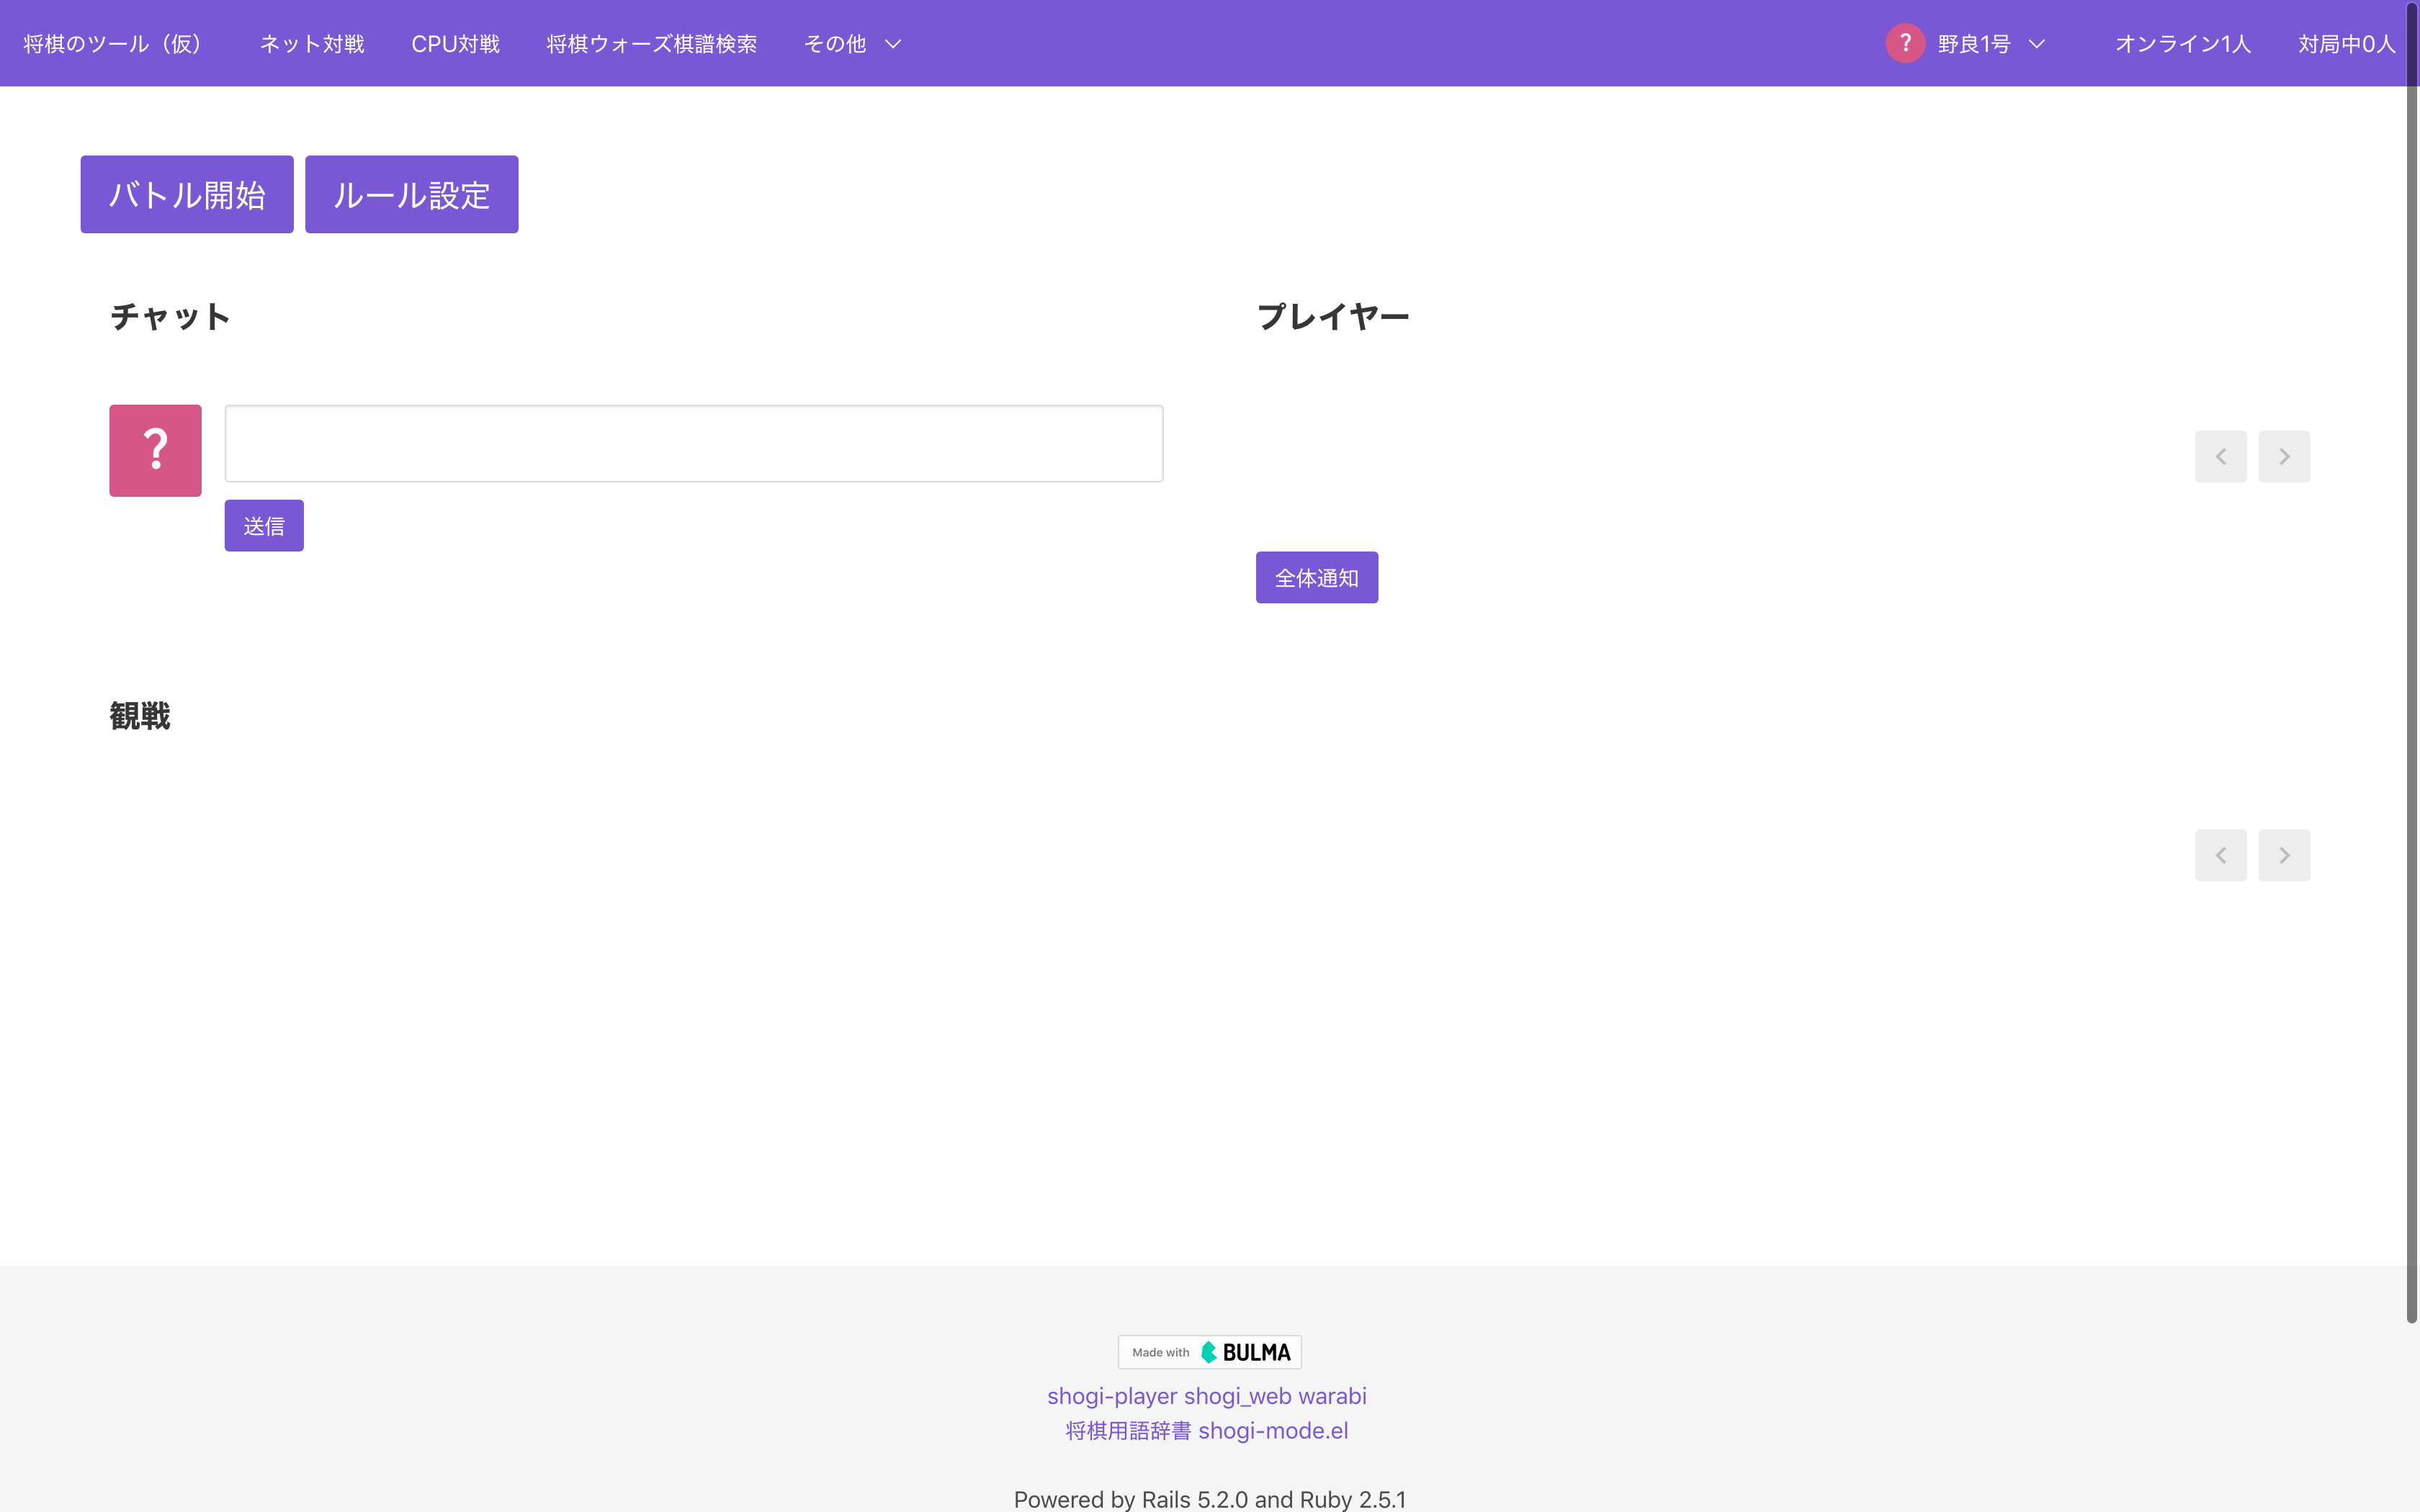 将棋のツール（仮） ネット対戦 CPU対戦 将棋ウォーズ棋譜検索 その他 ? 野良1号 オンライン1人 対局中0人
バトル開始 ルール設定
チャット プレイヤー
?
送信
全体通知
観戦
Made with BULMA
shogi-player shogi_web warabi
将棋用語辞書 shogi-mode.el
Powered by Rails 5.2.0 and Ruby 2.5.1